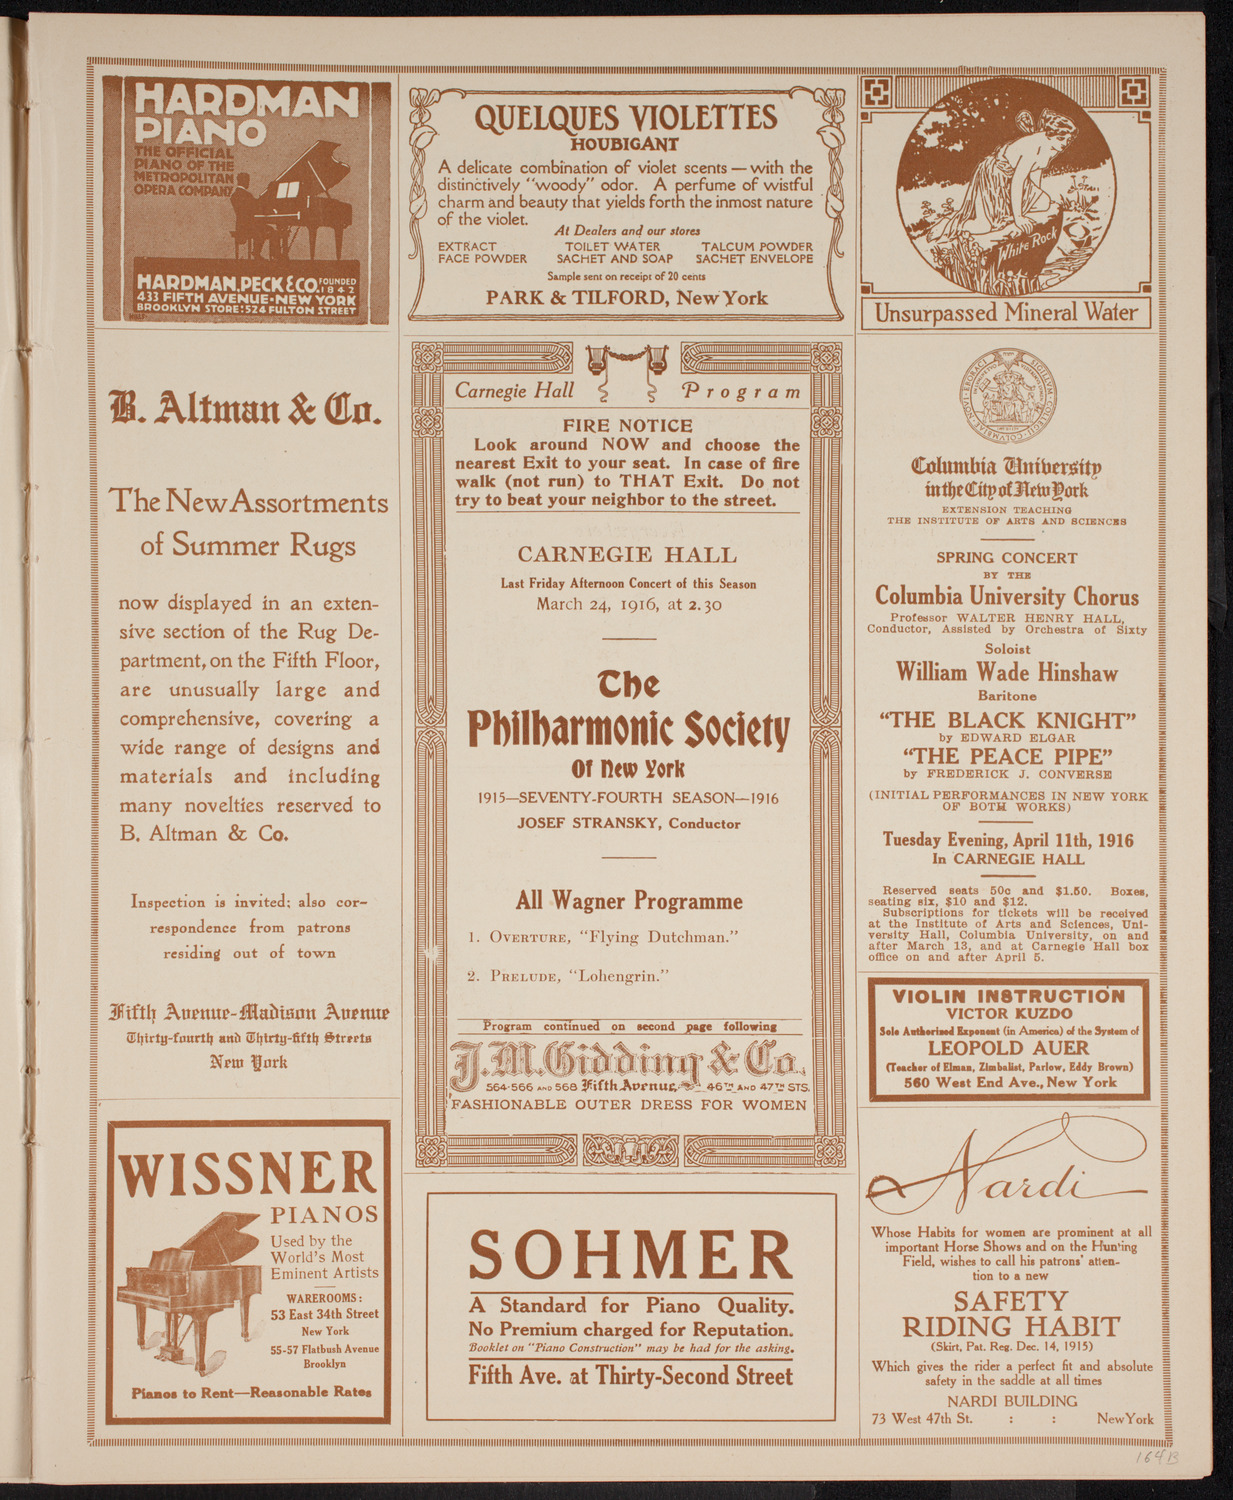 HARDMAN
PIANO
THE OFFICIAL
PIANO OF THE
METROPOLITAN
OPERA COMPANY
HARDMAN, PECK & CO. FOUNDED 1842
433 FIFTH AVENUE · NEW YORK
BROOKLYN STORE: 524 FULTON STREET
B. Altman & Co.
The New Assortments
of Summer Rugs
now displayed in an exten-
sive section of the Rug De-
partment, on the Fifth Floor,
are unusually large and
comprehensive, covering a
wide range of designs and
materials and including
many novelties reserved to
B. Altman & Co.
Inspection is invited; also cor-
respondence from patrons
residing out of town
Fifth Avenue-Madison Avenue
Thirty-fourth and Thirty-fifth Streets
New York
WISSNER
PIANOS
Used by the
World's Most
Eminent Artists
WAREROOMS:
53 East 34th Street
New York
55-57 Flatbush Avenue
Brooklyn
Pianos to Rent—Reasonable Rates
QUELQUES VIOLETTES
HOUBIGANT
A delicate combination of violet scents — with the
distinctively "woody" odor. A perfume of wistful
charm and beauty that yields forth the inmost nature
of the violet.
At Dealers and our stores
EXTRACT TOILET WATER TALCUM POWDER
FACE POWDER SACHET AND SOAP SACHET ENVELOPE
Sample sent on receipt of 20 cents
PARK & TILFORD, New York
Carnegie Hall Program
FIRE NOTICE
Look around NOW and choose the
nearest Exit to your seat. In case of fire
walk (not run) to THAT Exit. Do not
try to beat your neighbor to the street.
CARNEGIE HALL
Last Friday Afternoon Concert of this Season
March 24, 1916, at 2.30
The
Philharmonic Society
Of New York
1915—SEVENTY-FOURTH SEASON—1916
JOSEF STRANSKY, Conductor
All Wagner Programme
1. OVERTURE, "Flying Dutchman."
2. PRELUDE, "Lohengrin."
Program continued on second page following
J.M. Gidding & Co.
564-566 AND 568 Fifth Avenue, 46TH AND 47TH STS.
FASHIONABLE OUTER DRESS FOR WOMEN
SOHMER
A Standard for Piano Quality.
No Premium charged for Reputation.
Booklet on "Piano Construction" may be had for the asking.
Fifth Ave. at Thirty-Second Street
White Rock
Unsurpassed Mineral Water
Columbia University
in the City of New York
EXTENSION TEACHING
THE INSTITUTE OF ARTS AND SCIENCES
SPRING CONCERT
BY THE
Columbia University Chorus
Professor WALTER HENRY HALL,
Conductor, Assisted by Orchestra of Sixty
Soloist
William Wade Hinshaw
Baritone
"THE BLACK KNIGHT"
by EDWARD ELGAR
"THE PEACE PIPE"
by FREDERICK J. CONVERSE
(INITIAL PERFORMANCES IN NEW YORK
OF BOTH WORKS)
Tuesday Evening, April 11th, 1916
In CARNEGIE HALL
Reserved seats 50c and $1.50. Boxes,
seating six, $10 and $12.
Subscriptions for tickets will be received
at the Institute of Arts and Sciences, Uni-
versity Hall, Columbia University, on and
after March 13, and at Carnegie Hall box
office on and after April 5.
VIOLIN INSTRUCTION
VICTOR KUZDO
Sole Authorized Exponent (in America) of the System of
LEOPOLD AUER
(Teacher of Elman, Zimbalist, Parlow, Eddy Brown)
560 West End Ave., New York
Nardi
Whose Habits for women are prominent at all
important Horse Shows and on the Hunting
Field, wishes to call his patrons' atten-
tion to a new
SAFETY
RIDING HABIT
(Skirt, Pat. Reg. Dec. 14, 1915)
Which gives the rider a perfect fit and absolute
safety in the saddle at all times
NARDI BUILDING
73 West 47th St. : : New York
164B